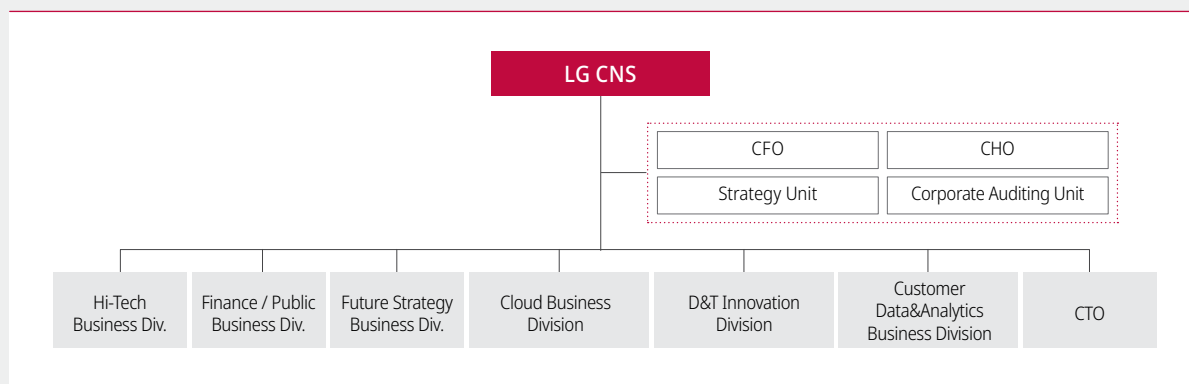 LG CNS
CFO
CHO
Strategy Unit
Corporate Auditing Unit
Hi-Tech
Business Div.
Finance / Public
Business Div.
Future Strategy
Business Div.
Cloud Business
Division
D&T Innovation
Division
Customer
Data&Analytics
Business Division
CTO